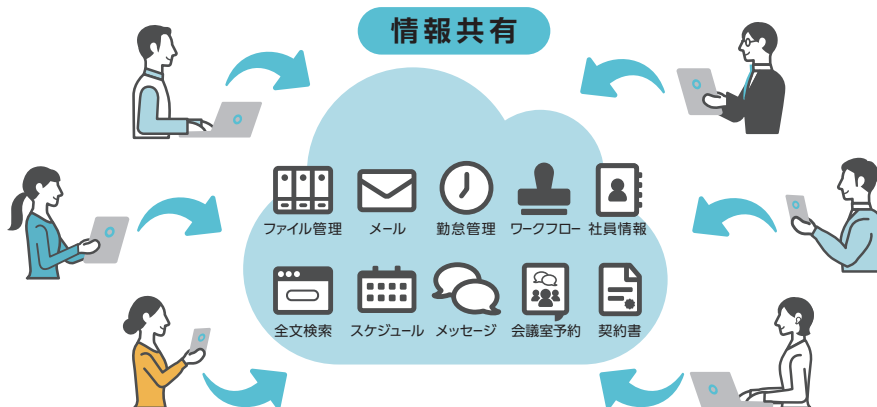 情報共有
ファイル管理 メール 勤怠管理 ワークフロー 社員情報
全文検索 スケジュール メッセージ 会議室予約 契約書